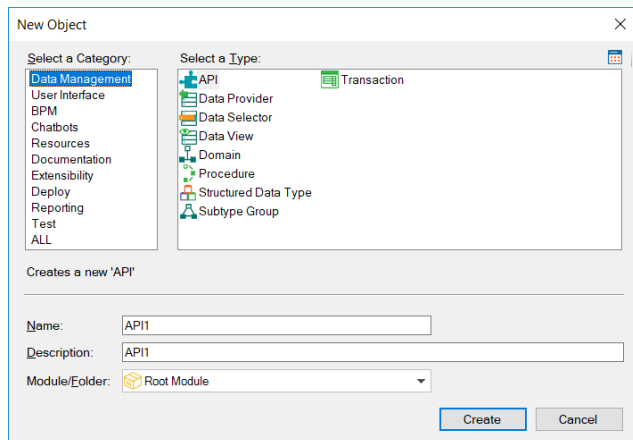 New Object
Select a Category:
Select a Type:
Data Management
User Interface
BPM
Chatbots
Resources
Documentation
Extensibility
Deploy
Reporting
Test
ALL
API
Data Provider
Data Selector
Data View
Domain
Procedure
Structured Data Type
Subtype Group
Transaction
Creates a new 'API'
Name: API1
Description: API1
Module/Folder: Root Module
Create Cancel